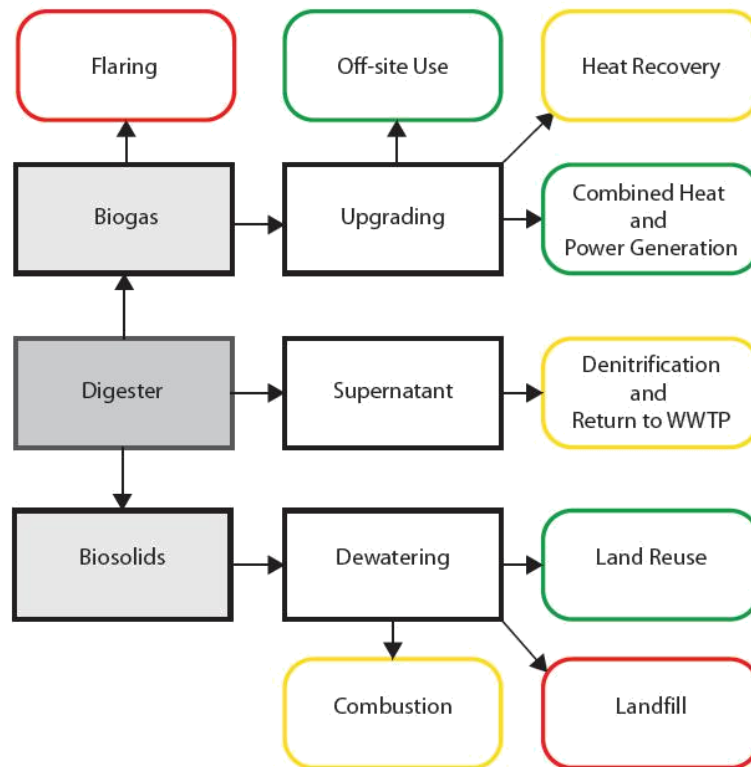 Flaring
Off-site Use
Heat Recovery
Biogas
Upgrading
Combined Heat
and
Power Generation
Digester
Supernatant
Denitrification
and
Return to WWTP
Biosolids
Dewatering
Land Reuse
Combustion
Landfill